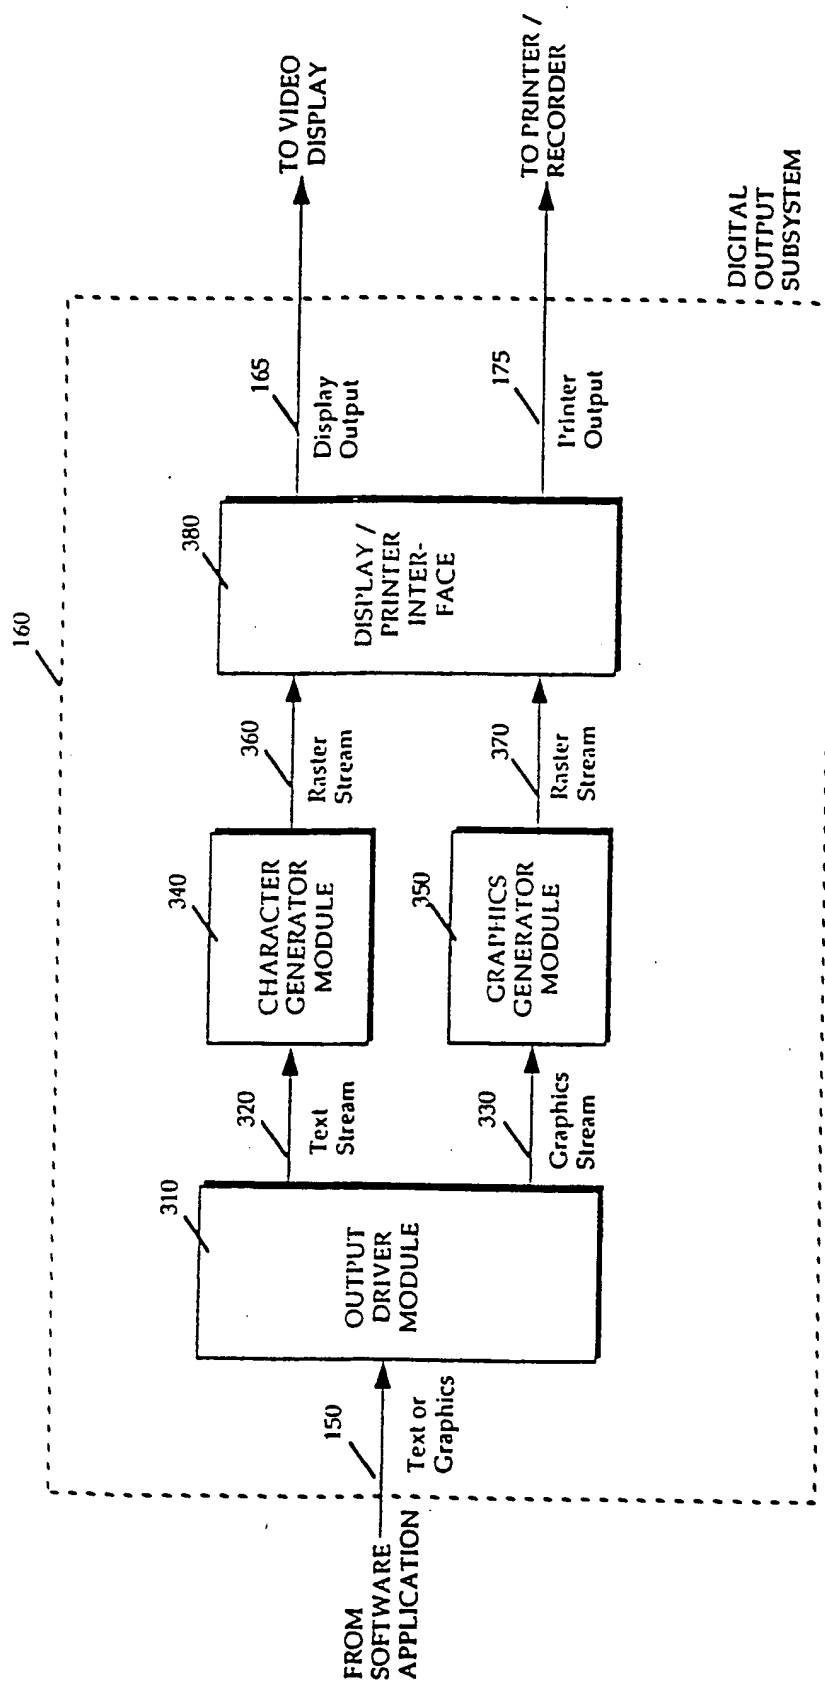 FROM
SOFTWARE
APPLICATION
150
Text or
Graphics
310
OUTPUT
DRIVER
MODULE
320
Text
Stream
330
Graphics
Stream
340
CHARACTER
GENERATOR
MODULE
350
GRAPHICS
GENERATOR
MODULE
360
Raster
Stream
370
Raster
Stream
380
DISPLAY /
PRINTER
INTER-
FACE
165
Display
Output
175
Printer
Output
160
TO VIDEO
DISPLAY
TO PRINTER /
RECORDER
DIGITAL
OUTPUT
SUBSYSTEM